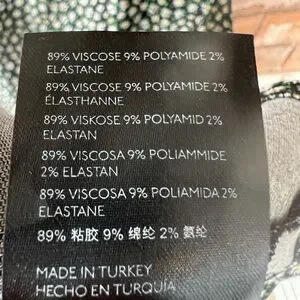 89% VISCOSE 9% POLYAMIDE 2%
ELASTANE
89% VISCOSE 9% POLYAMIDE 2%
ÉLASTHANNE
89% VISKOSE 9% POLYAMID 2%
ELASTAN
89% VISCOSA 9% POLIAMMIDE
2% ELASTAN
89% VISCOSA 9% POLIAMIDA 2%
ELASTANE
89% 粘胶 9% 绵纶 2% 氨纶
MADE IN TURKEY
HECHO EN TURQUÍA